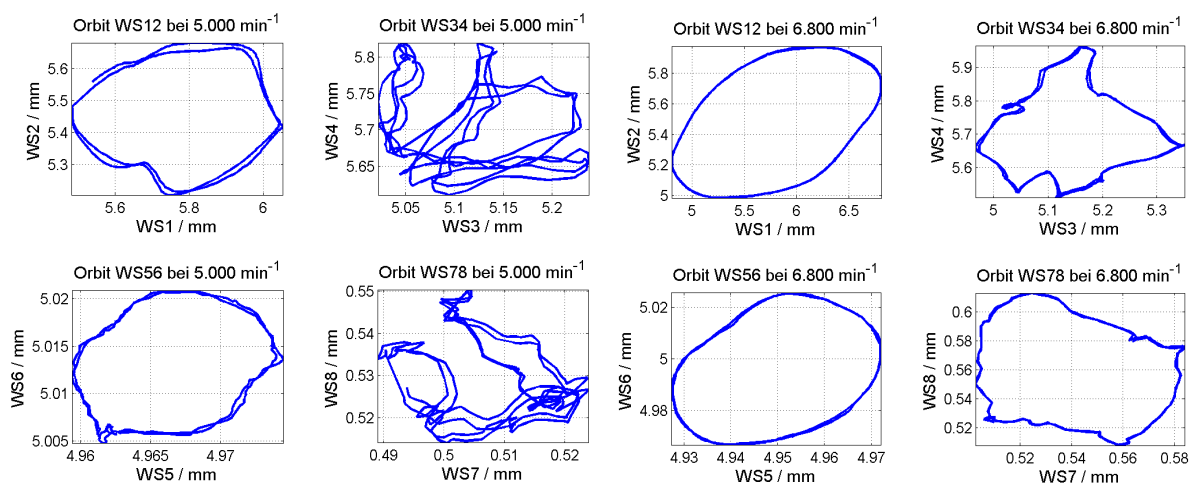 Orbit WS12 bei 5.000 min⁻¹
5.6
5.5
5.4
5.3
WS2 / mm
5.6
5.8
6
WS1 / mm
Orbit WS34 bei 5.000 min⁻¹
5.8
5.75
5.7
5.65
WS4 / mm
5.05
5.1
5.15
5.2
WS3 / mm
Orbit WS12 bei 6.800 min⁻¹
5.8
5.6
5.4
5.2
5
WS2 / mm
5
5.5
6
6.5
WS1 / mm
Orbit WS34 bei 6.800 min⁻¹
5.9
5.8
5.7
5.6
WS4 / mm
5
5.1
5.2
5.3
WS3 / mm
Orbit WS56 bei 5.000 min⁻¹
5.02
5.015
5.01
5.005
WS6 / mm
4.96
4.965
4.97
WS5 / mm
Orbit WS78 bei 5.000 min⁻¹
0.55
0.54
0.53
0.52
WS8 / mm
0.49
0.5
0.51
0.52
WS7 / mm
Orbit WS56 bei 6.800 min⁻¹
5.02
5
4.98
WS6 / mm
4.93
4.94
4.95
4.96
4.97
WS5 / mm
Orbit WS78 bei 6.800 min⁻¹
0.6
0.58
0.56
0.54
0.52
WS8 / mm
0.52
0.54
0.56
0.58
WS7 / mm